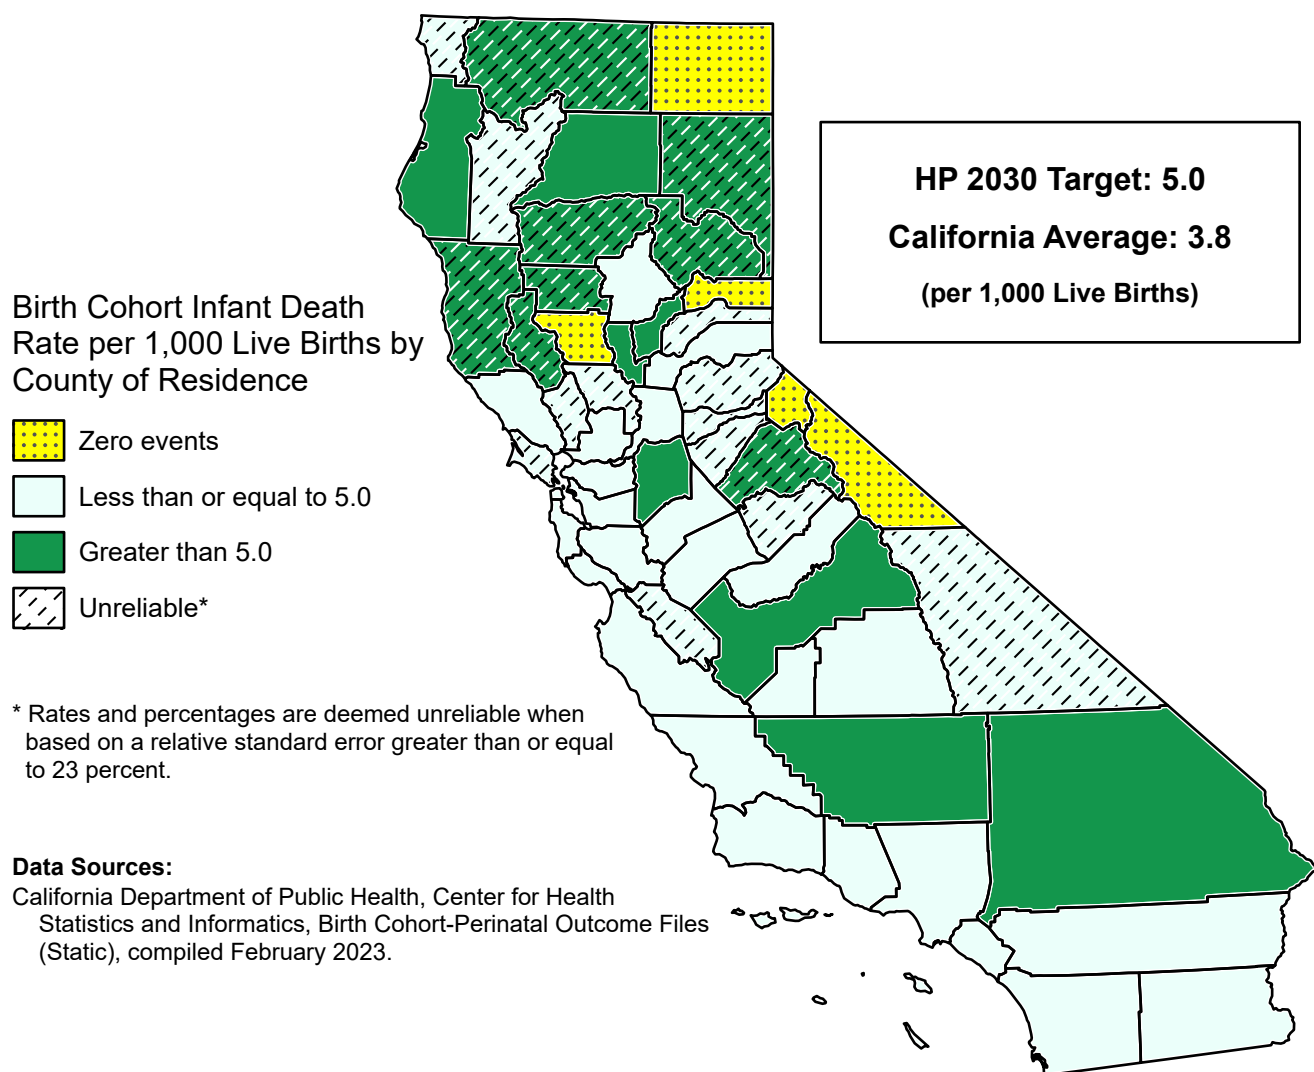 HP 2030 Target: 5.0
California Average: 3.8
(per 1,000 Live Births)
Birth Cohort Infant Death
Rate per 1,000 Live Births by
County of Residence
Zero events
Less than or equal to 5.0
Greater than 5.0
Unreliable*
* Rates and percentages are deemed unreliable when
based on a relative standard error greater than or equal
to 23 percent.
Data Sources:
California Department of Public Health, Center for Health
Statistics and Informatics, Birth Cohort-Perinatal Outcome Files
(Static), compiled February 2023.